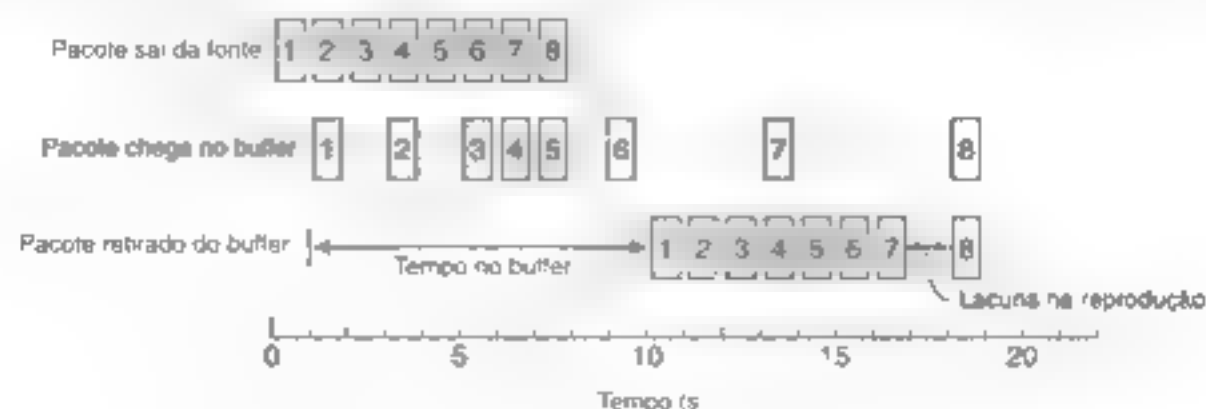 Pacote sai da fonte 1 2 3 4 5 6 7 8
Pacote chega no buffer 1 2 3 4 5 6 7 8
Pacote retirado do buffer Tempo no buffer 1 2 3 4 5 6 7 8
Lacuna na reprodução
0 5 10 15 20
Tempo (s